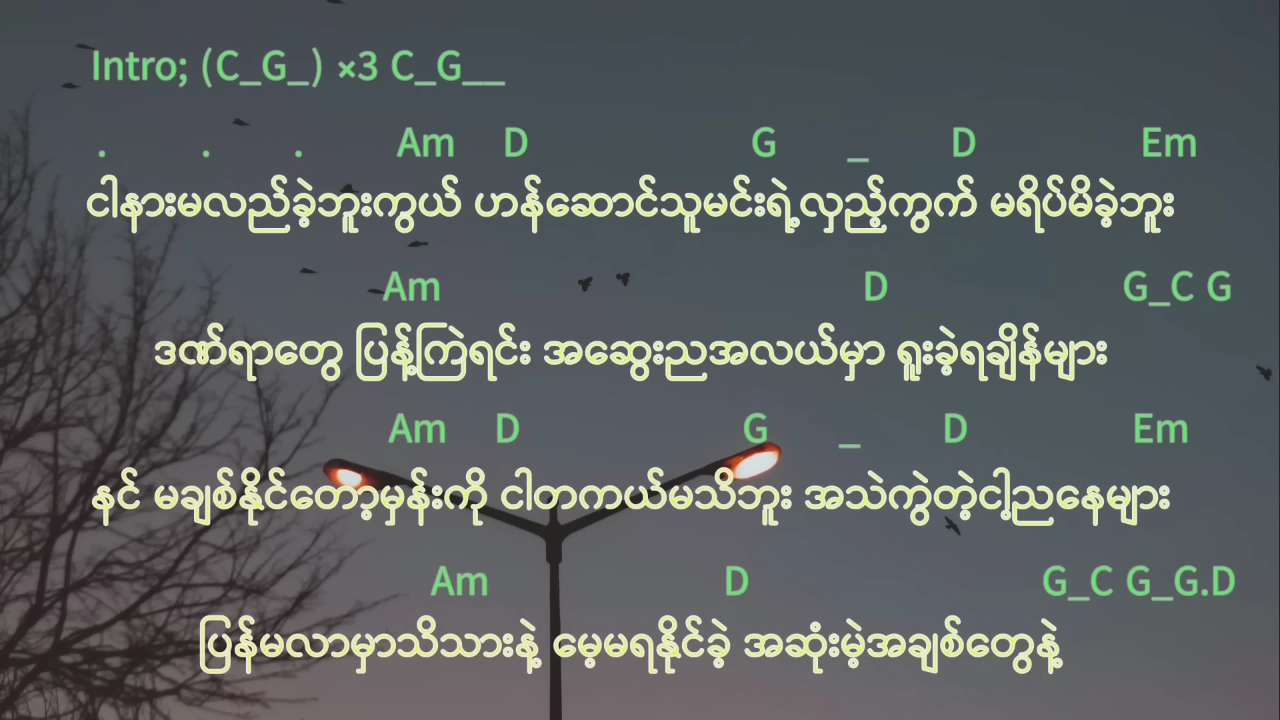 Intro; (C_G_) ×3 C_G__
. . . Am D G _ D Em
ငါနားမလည်ခဲ့ဘူးကွယ် ဟန်ဆောင်သူမင်းရဲ့လှည့်ကွက် မရိပ်မိခဲ့ဘူး
Am D G_C G
ဒဏ်ရာတွေ ပြန့်ကြဲရင်း အဆွေးညအလယ်မှာ ရူးခဲ့ရချိန်များ
Am D G _ D Em
နင် မချစ်နိုင်တော့မှန်းကို ငါတကယ်မသိဘူး အသဲကွဲတဲ့ငါ့ညနေများ
Am D G_C G_G.D
ပြန်မလာမှာသိသားနဲ့ မေ့မရနိုင်ခဲ့ အဆုံးမဲ့အချစ်တွေနဲ့